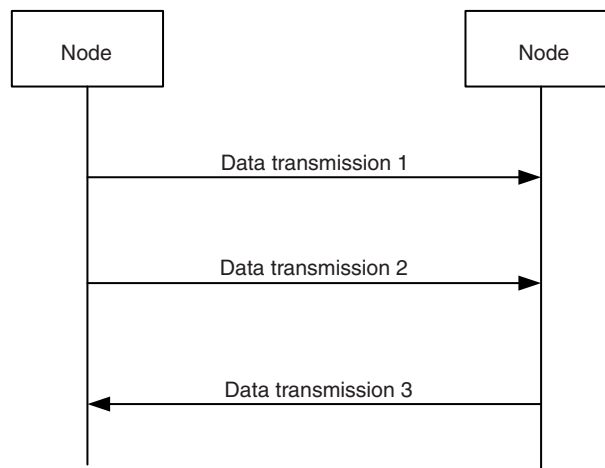 Node
Node
Data transmission 1
Data transmission 2
Data transmission 3